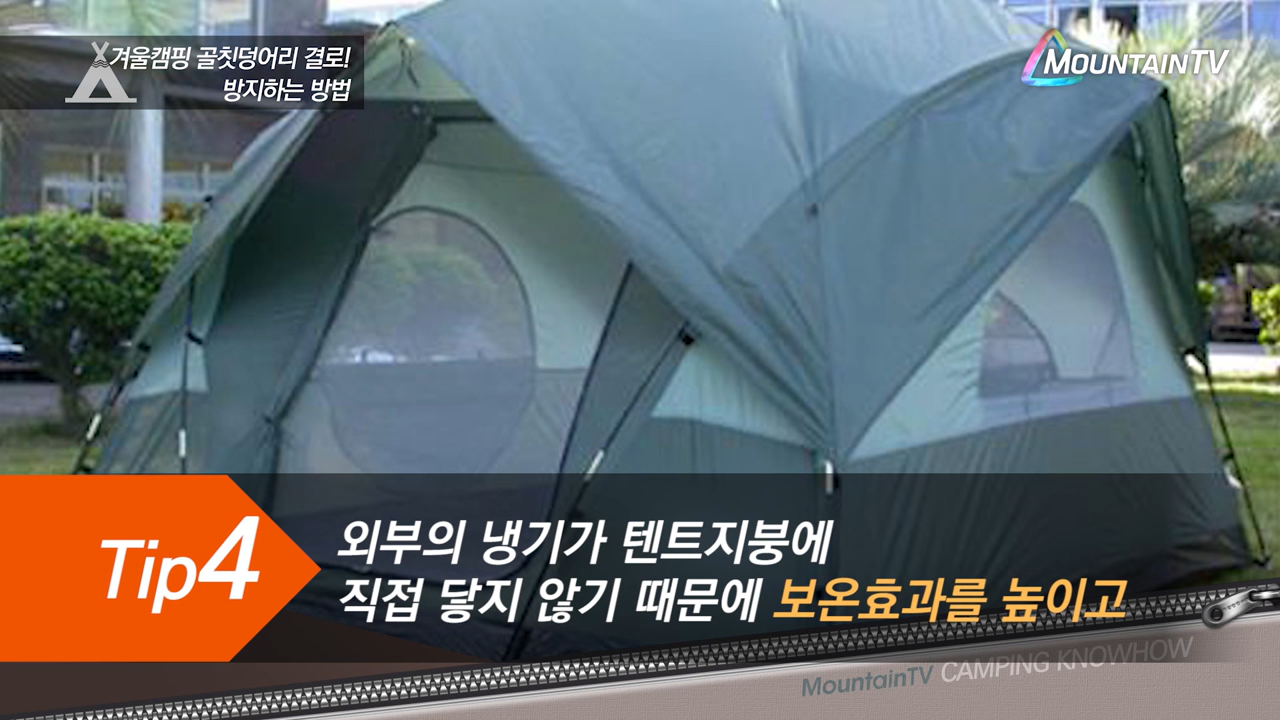 겨울캠핑 골칫덩어리 결로!
방지하는 방법
MOUNTAINTV
Tip4
외부의 냉기가 텐트지붕에
직접 닿지 않기 때문에 보온효과를 높이고
MountainTV CAMPING KNOWHOW